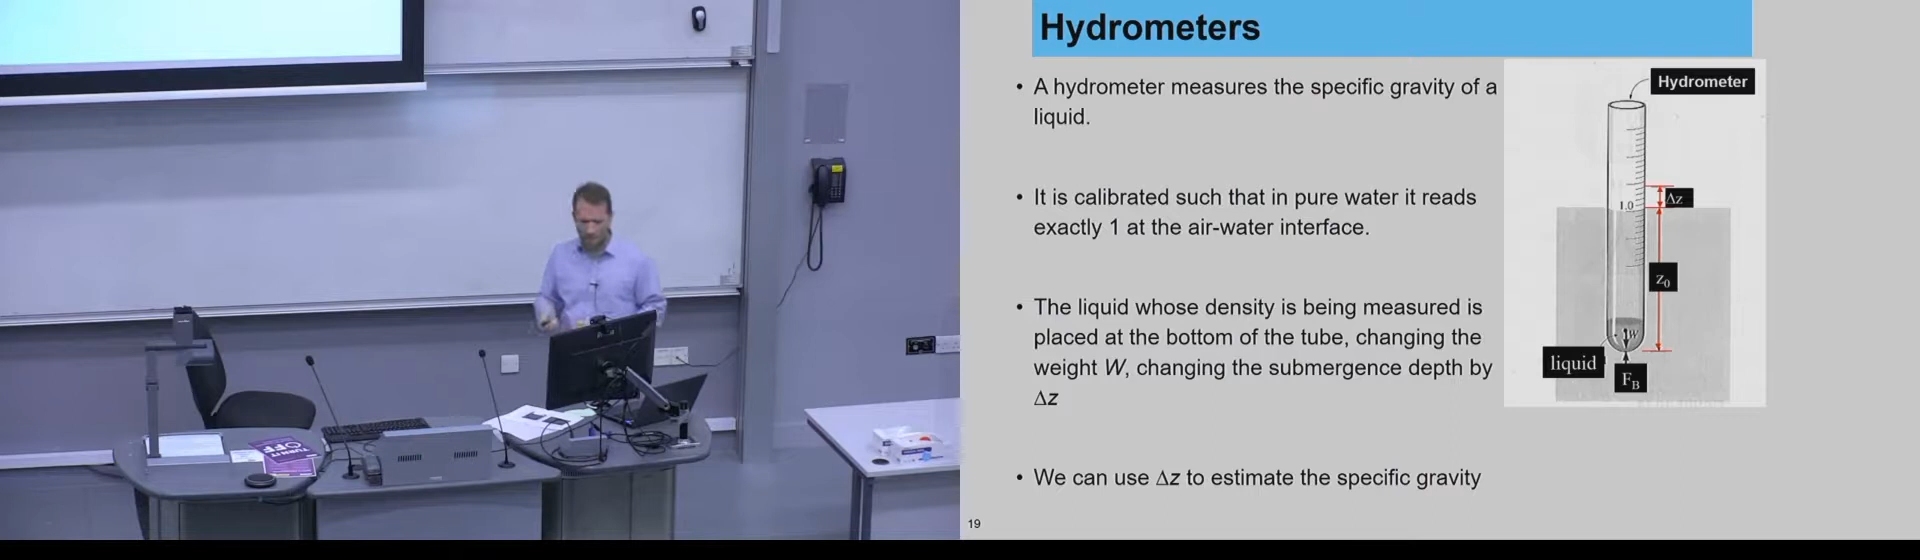 Hydrometers
• A hydrometer measures the specific gravity of a
liquid.
• It is calibrated such that in pure water it reads
exactly 1 at the air-water interface.
• The liquid whose density is being measured is
placed at the bottom of the tube, changing the
weight W, changing the submergence depth by
Δz
• We can use Δz to estimate the specific gravity
Hydrometer
Δz
1.0
z₀
W
liquid
F_B
19
TURN IT
OFF